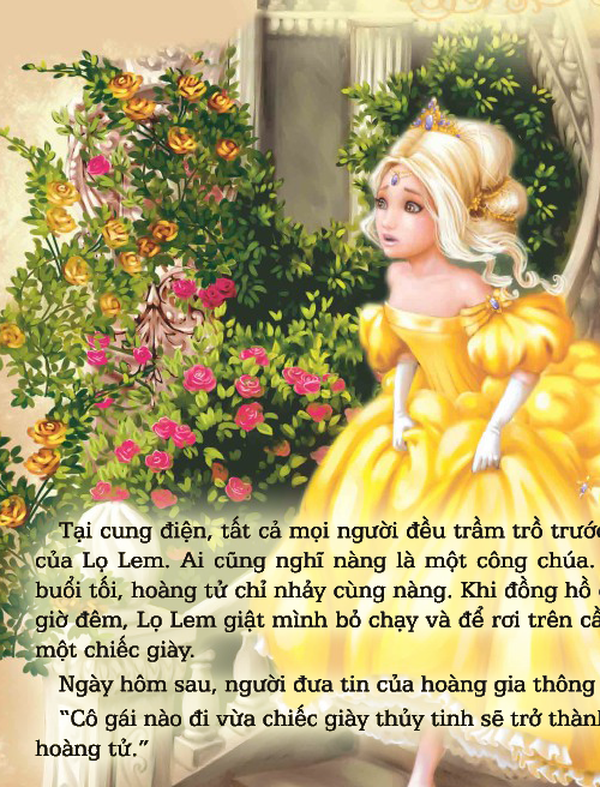 Tại cung điện, tất cả mọi người đều trầm trồ trước
của Lọ Lem. Ai cũng nghĩ nàng là một công chúa.
buổi tối, hoàng tử chỉ nhảy cùng nàng. Khi đồng hồ
giờ đêm, Lọ Lem giật mình bỏ chạy và để rơi trên
một chiếc giày.
Ngày hôm sau, người đưa tin của hoàng gia thông
“Cô gái nào đi vừa chiếc giày thủy tinh sẽ trở thành
hoàng tử.”